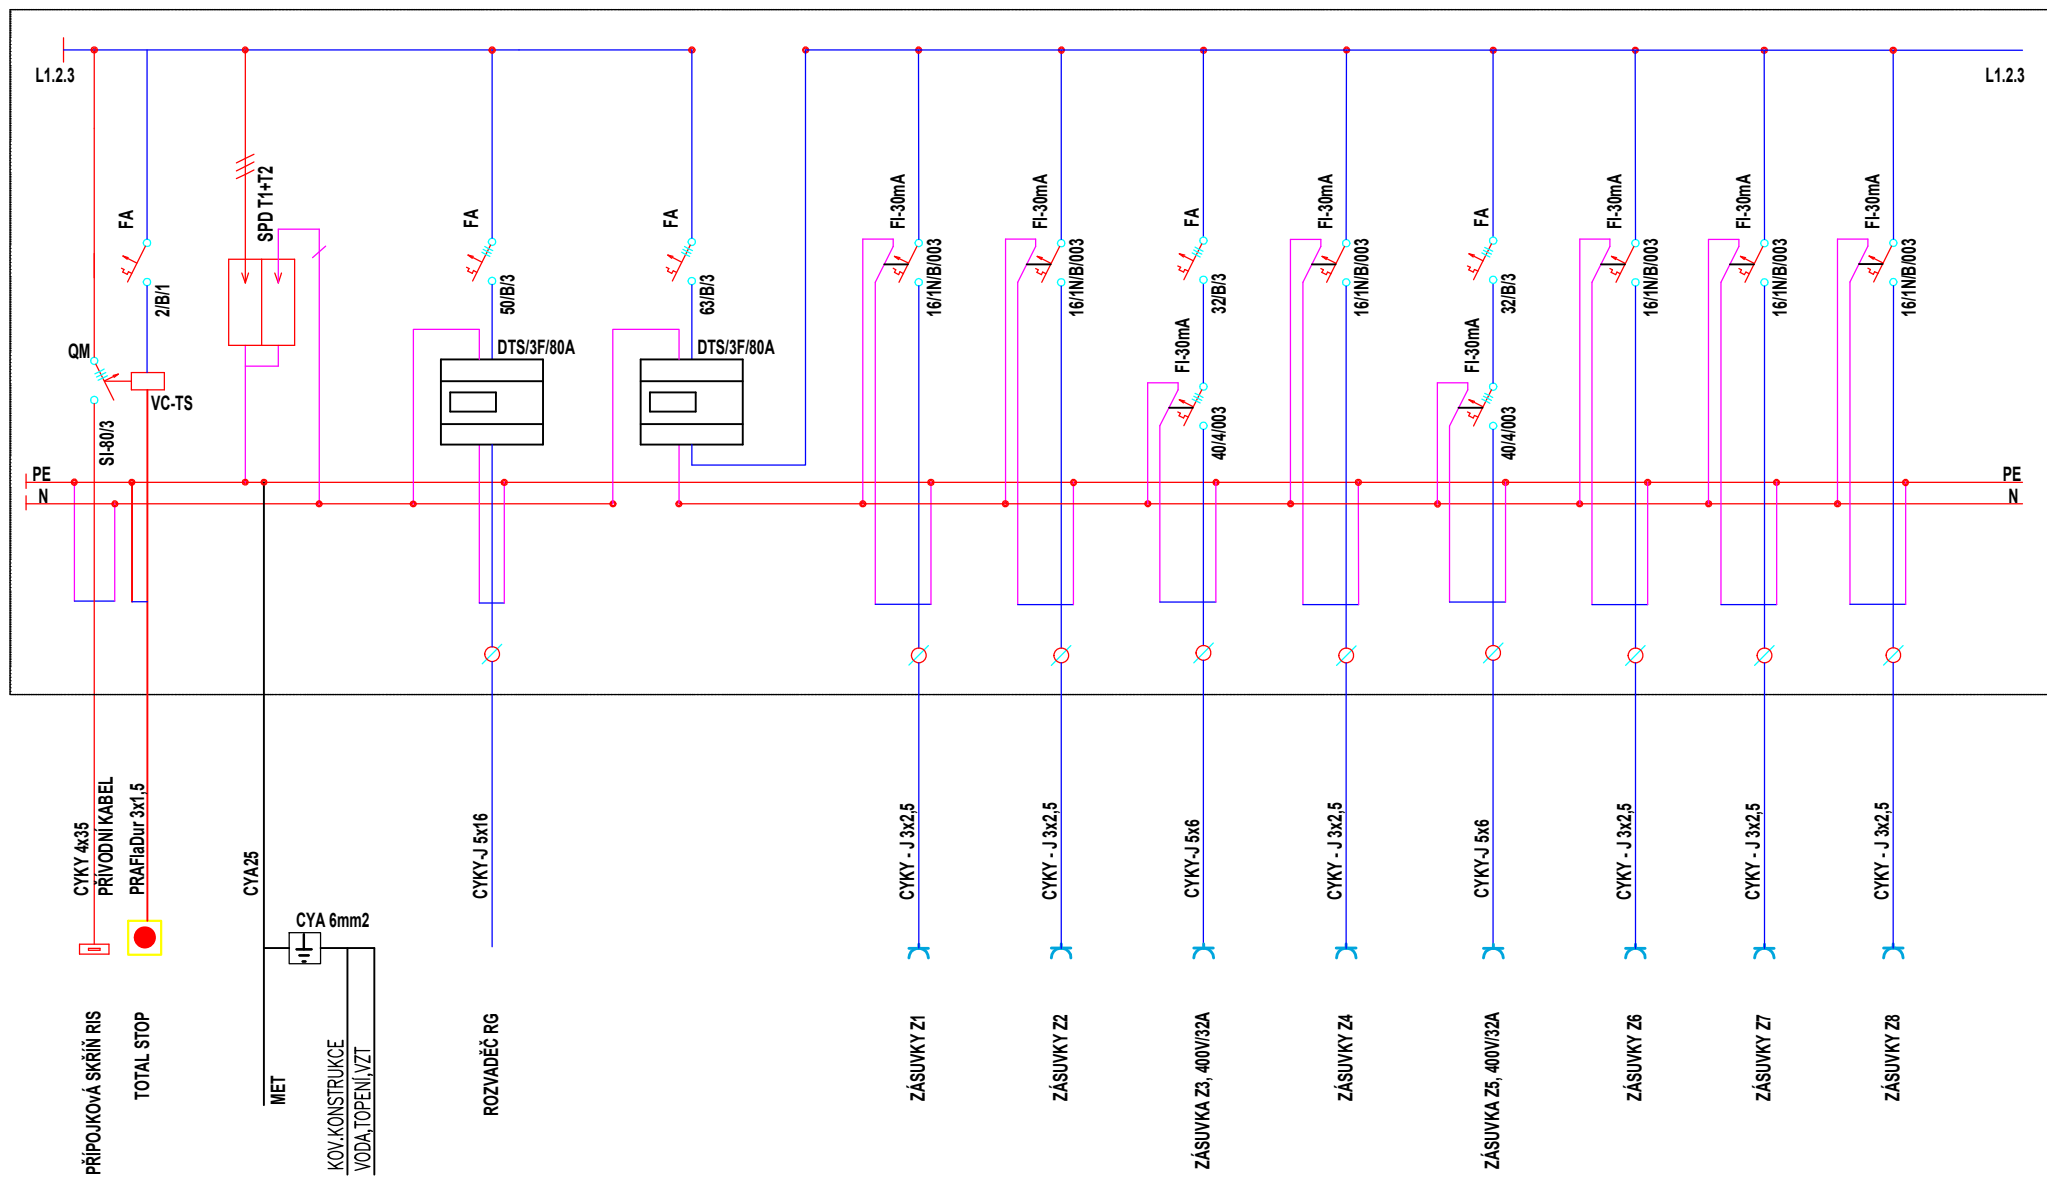 L1.2.3
L1.2.3
FA
2/B/1
SPD T1+T2
FA
50/B/3
FA
63/B/3
FI-30mA
16/1N/B/003
FI-30mA
16/1N/B/003
FA
32/B/3
FI-30mA
16/1N/B/003
FA
32/B/3
FI-30mA
16/1N/B/003
FI-30mA
16/1N/B/003
FI-30mA
16/1N/B/003
QM
VC-TS
SI-80/3
DTS/3F/80A
DTS/3F/80A
FI-30mA
40/4/003
FI-30mA
40/4/003
PE
N
PE
N
CYKY 4x35
PŘÍVODNÍ KABEL
PRAFlaDur 3x1,5
CYA25
CYA 6mm2
CYKY-J 5x16
CYKY - J 3x2,5
CYKY - J 3x2,5
CYKY-J 5x6
CYKY - J 3x2,5
CYKY-J 5x6
CYKY - J 3x2,5
CYKY - J 3x2,5
CYKY - J 3x2,5
PŘÍPOJKOVÁ SKŘÍŇ RIS
TOTAL STOP
MET
KOV.KONSTRUKCE
VODA,TOPENÍ,VZT
ROZVADĚČ RG
ZÁSUVKY Z1
ZÁSUVKY Z2
ZÁSUVKA Z3, 400V/32A
ZÁSUVKY Z4
ZÁSUVKA Z5, 400V/32A
ZÁSUVKY Z6
ZÁSUVKY Z7
ZÁSUVKY Z8